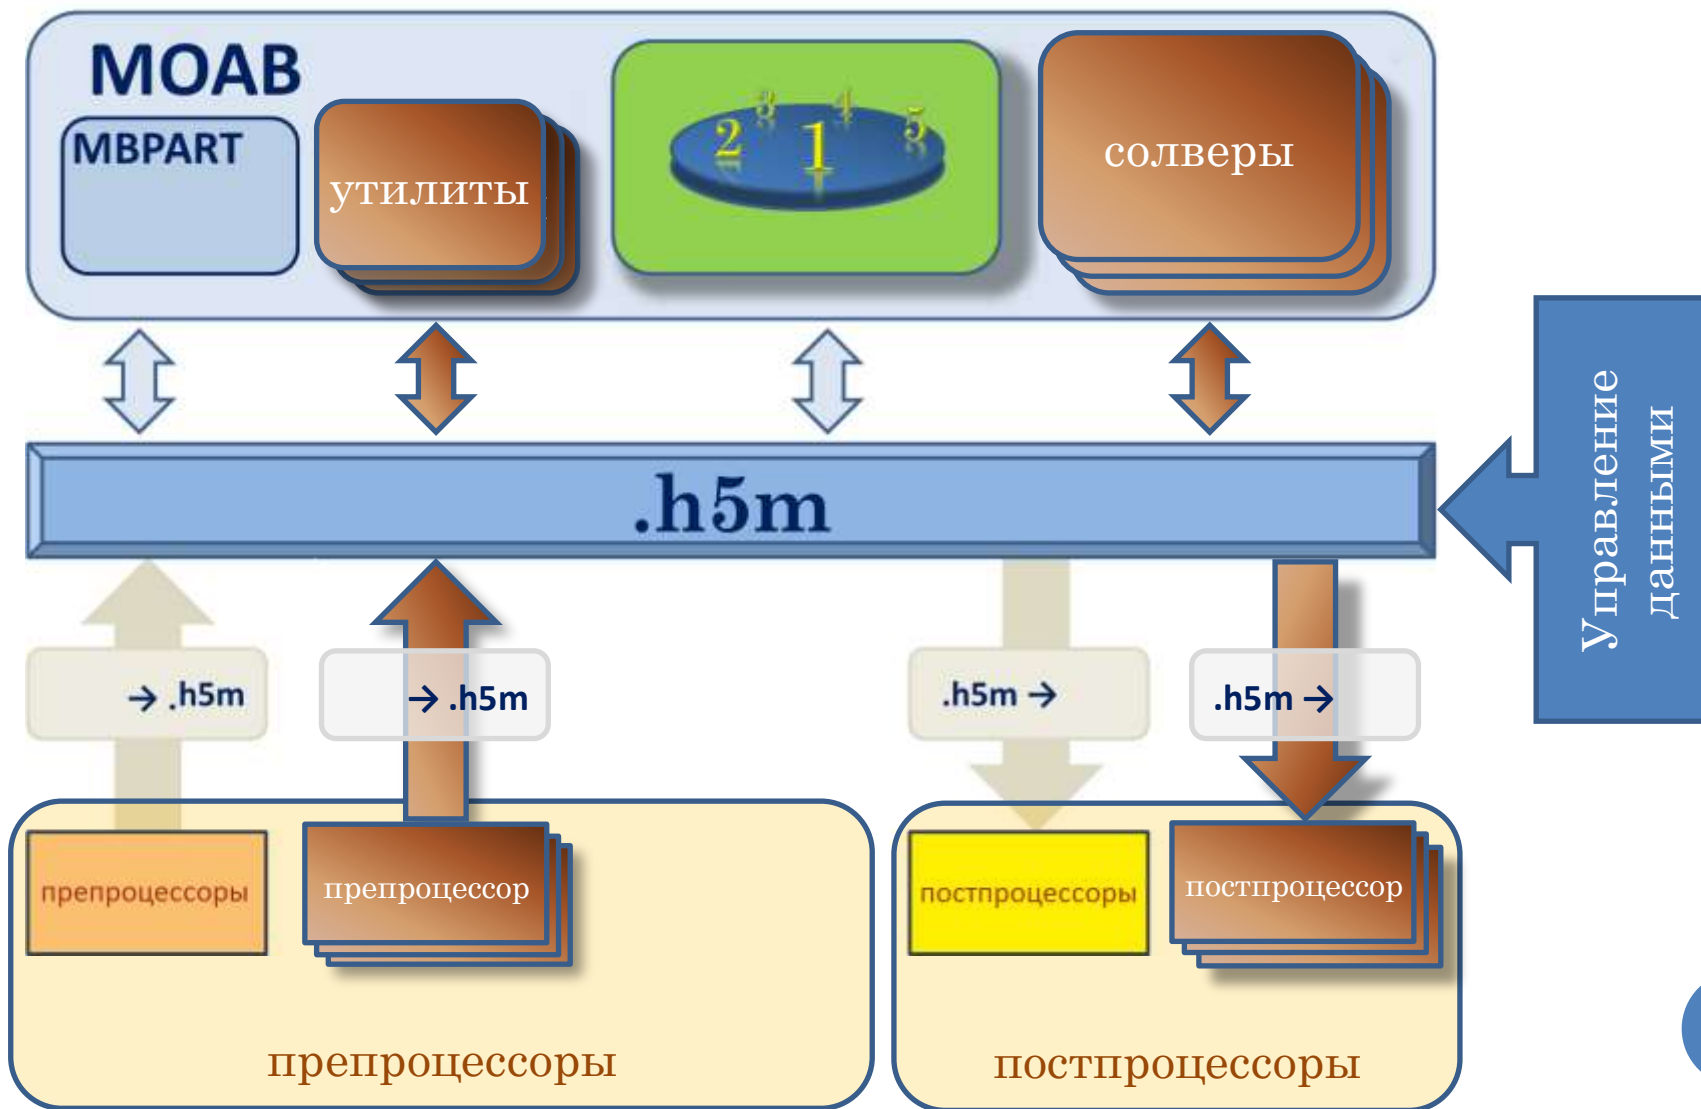 MOAB
MBPART
утилиты
3 4
2 1 5
солверы
.h5m
Управление
данными
→ .h5m
→ .h5m
.h5m →
.h5m →
препроцессоры
препроцессор
постпроцессоры
постпроцессор
препроцессоры
постпроцессоры